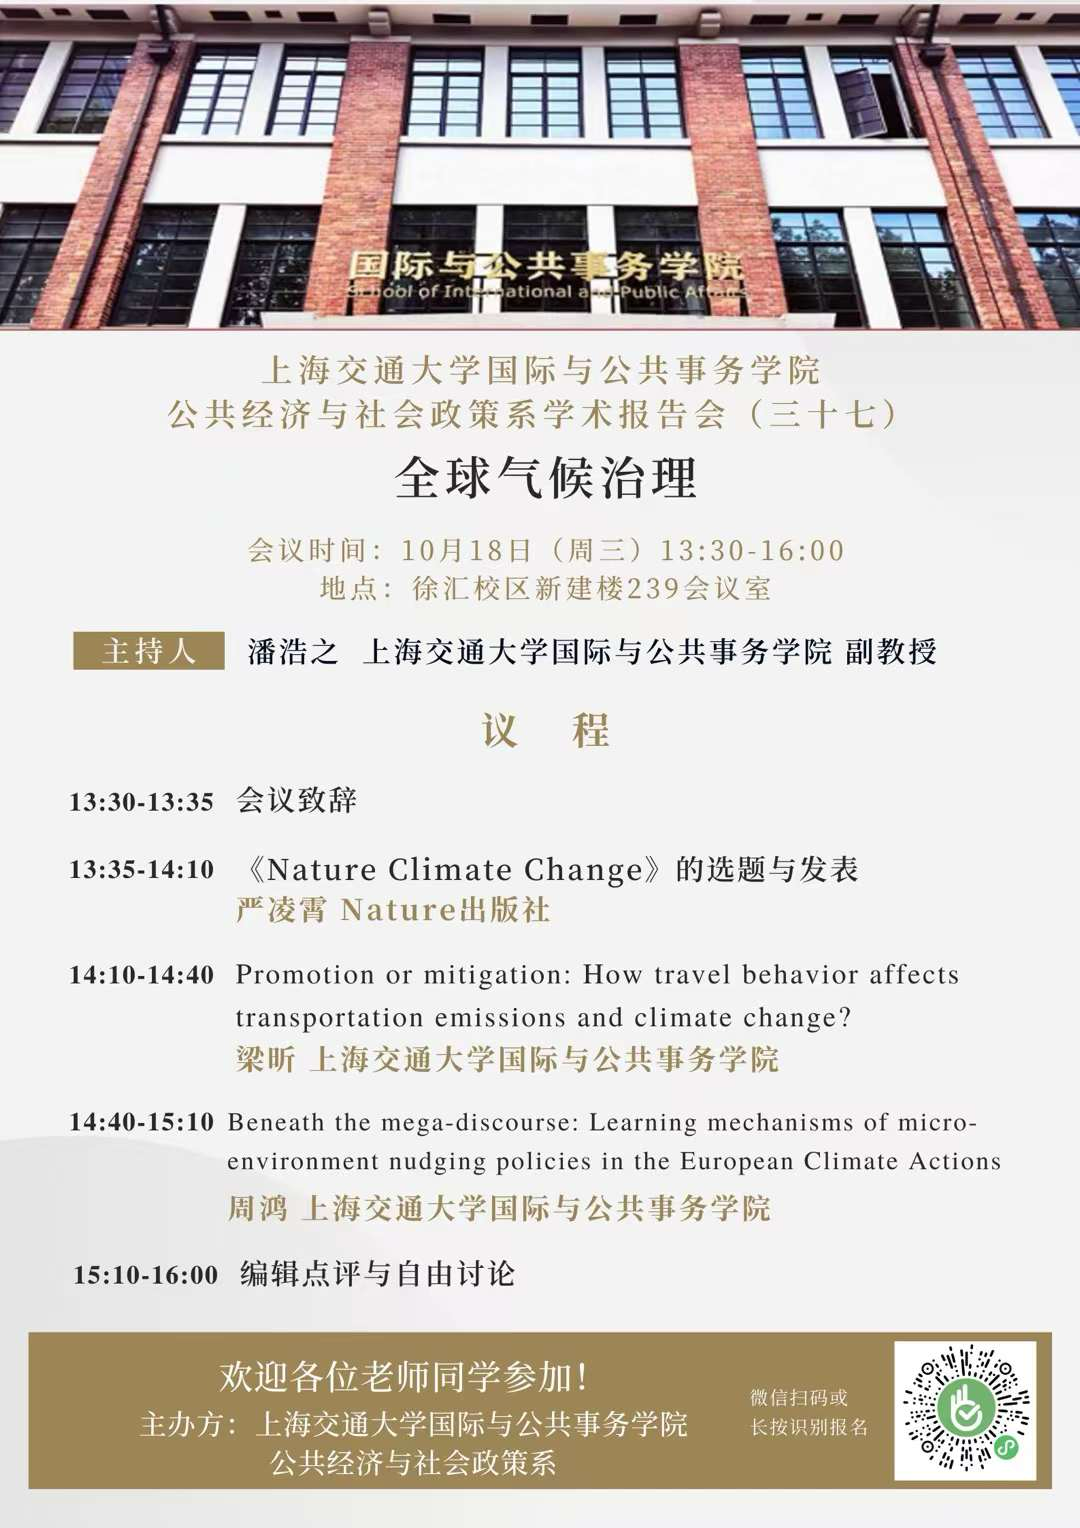 国际与公共事务学院
School of International and Public Affairs
上海交通大学国际与公共事务学院
公共经济与社会政策系学术报告会（三十七）
全球气候治理
会议时间：10月18日（周三）13:30-16:00
地点：徐汇校区新建楼239会议室
主持人 潘浩之 上海交通大学国际与公共事务学院 副教授
议 程
13:30-13:35 会议致辞
13:35-14:10 《Nature Climate Change》的选题与发表
严凌霄 Nature出版社
14:10-14:40 Promotion or mitigation: How travel behavior affects
transportation emissions and climate change?
梁昕 上海交通大学国际与公共事务学院
14:40-15:10 Beneath the mega-discourse: Learning mechanisms of micro-
environment nudging policies in the European Climate Actions
周鸿 上海交通大学国际与公共事务学院
15:10-16:00 编辑点评与自由讨论
欢迎各位老师同学参加！
主办方：上海交通大学国际与公共事务学院
公共经济与社会政策系
微信扫码或
长按识别报名